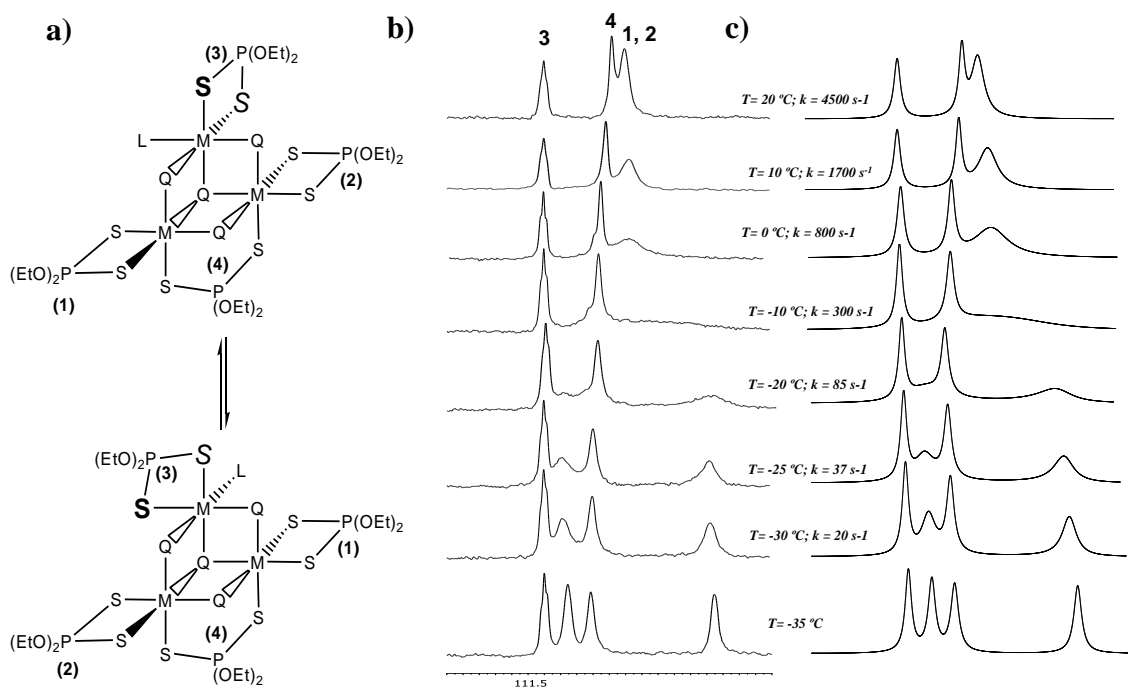 a)
b)
c)
(3)
P(OEt)2
S
S
L
M
Q
Q
S
P(OEt)2
Q
M
S
(2)
S
M
Q
S
(EtO)2P
S
(4)
S
P
(OEt)2
(1)
(EtO)2P
S
(3)
L
S
M
Q
S
P(OEt)2
Q
(1)
Q
M
S
S
M
Q
S
(EtO)2P
S
(4)
S
P
(OEt)2
(2)
3
4
1, 2
111.5
T= 20 ºC; k = 4500 s-1
T= 10 ºC; k = 1700 s-1
T= 0 ºC; k = 800 s-1
T= -10 ºC; k = 300 s-1
T= -20 ºC; k = 85 s-1
T= -25 ºC; k = 37 s-1
T= -30 ºC; k = 20 s-1
T= -35 ºC